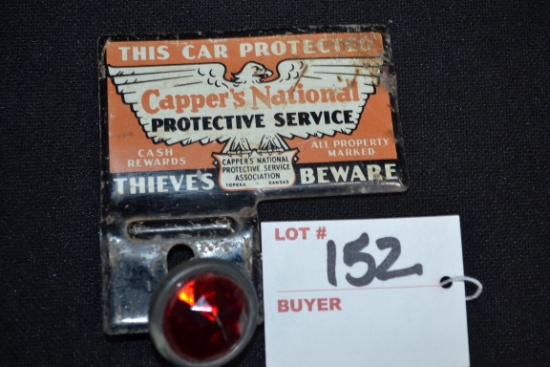 THIS CAR PROTECTED
Capper's National
PROTECTIVE SERVICE
CASH
REWARDS
ALL PROPERTY
MARKED
CAPPER'S NATIONAL
PROTECTIVE SERVICE
ASSOCIATION
TOPEKA - KANSAS
THIEVE'S BEWARE
LOT # 152
BUYER